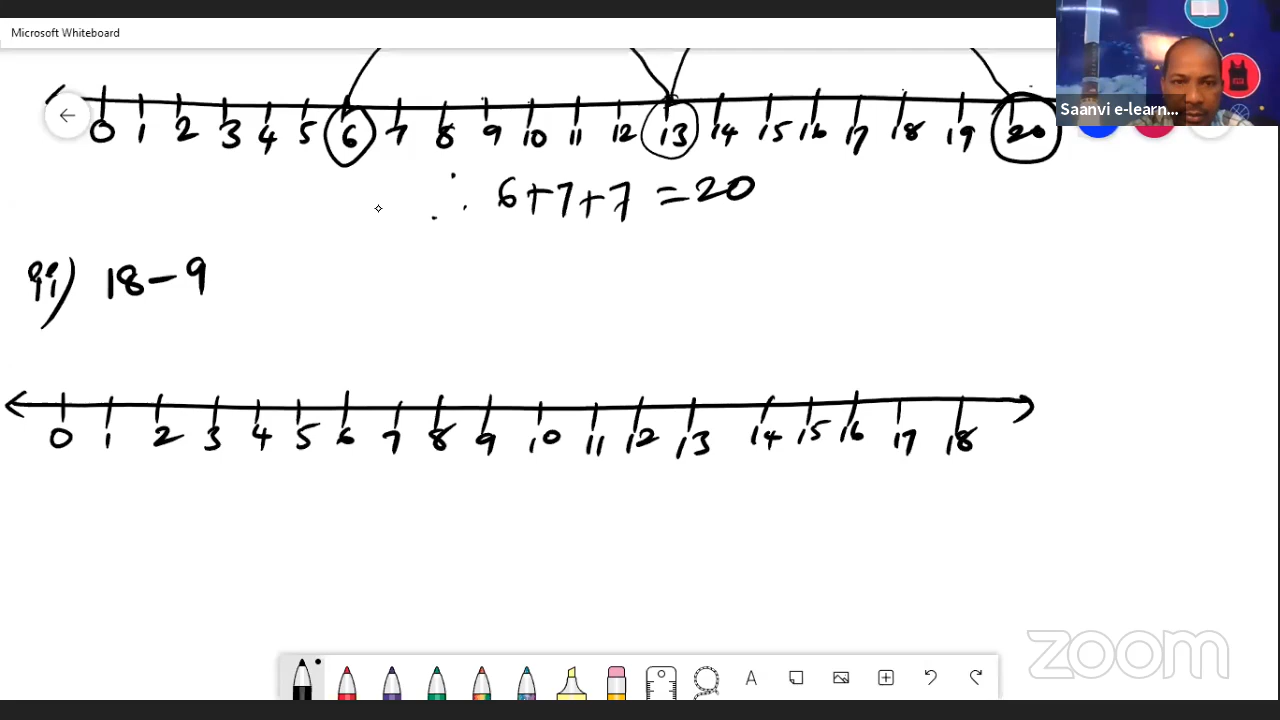 Microsoft Whiteboard
0 1 2 3 4 5 6 7 8 9 10 11 12 13 14 15 16 17 18 19 20
∴ 6+7+7 =20
ii) 18-9
0 1 2 3 4 5 6 7 8 9 10 11 12 13 14 15 16 17 18
Saanvi e-learn...
A
zoom